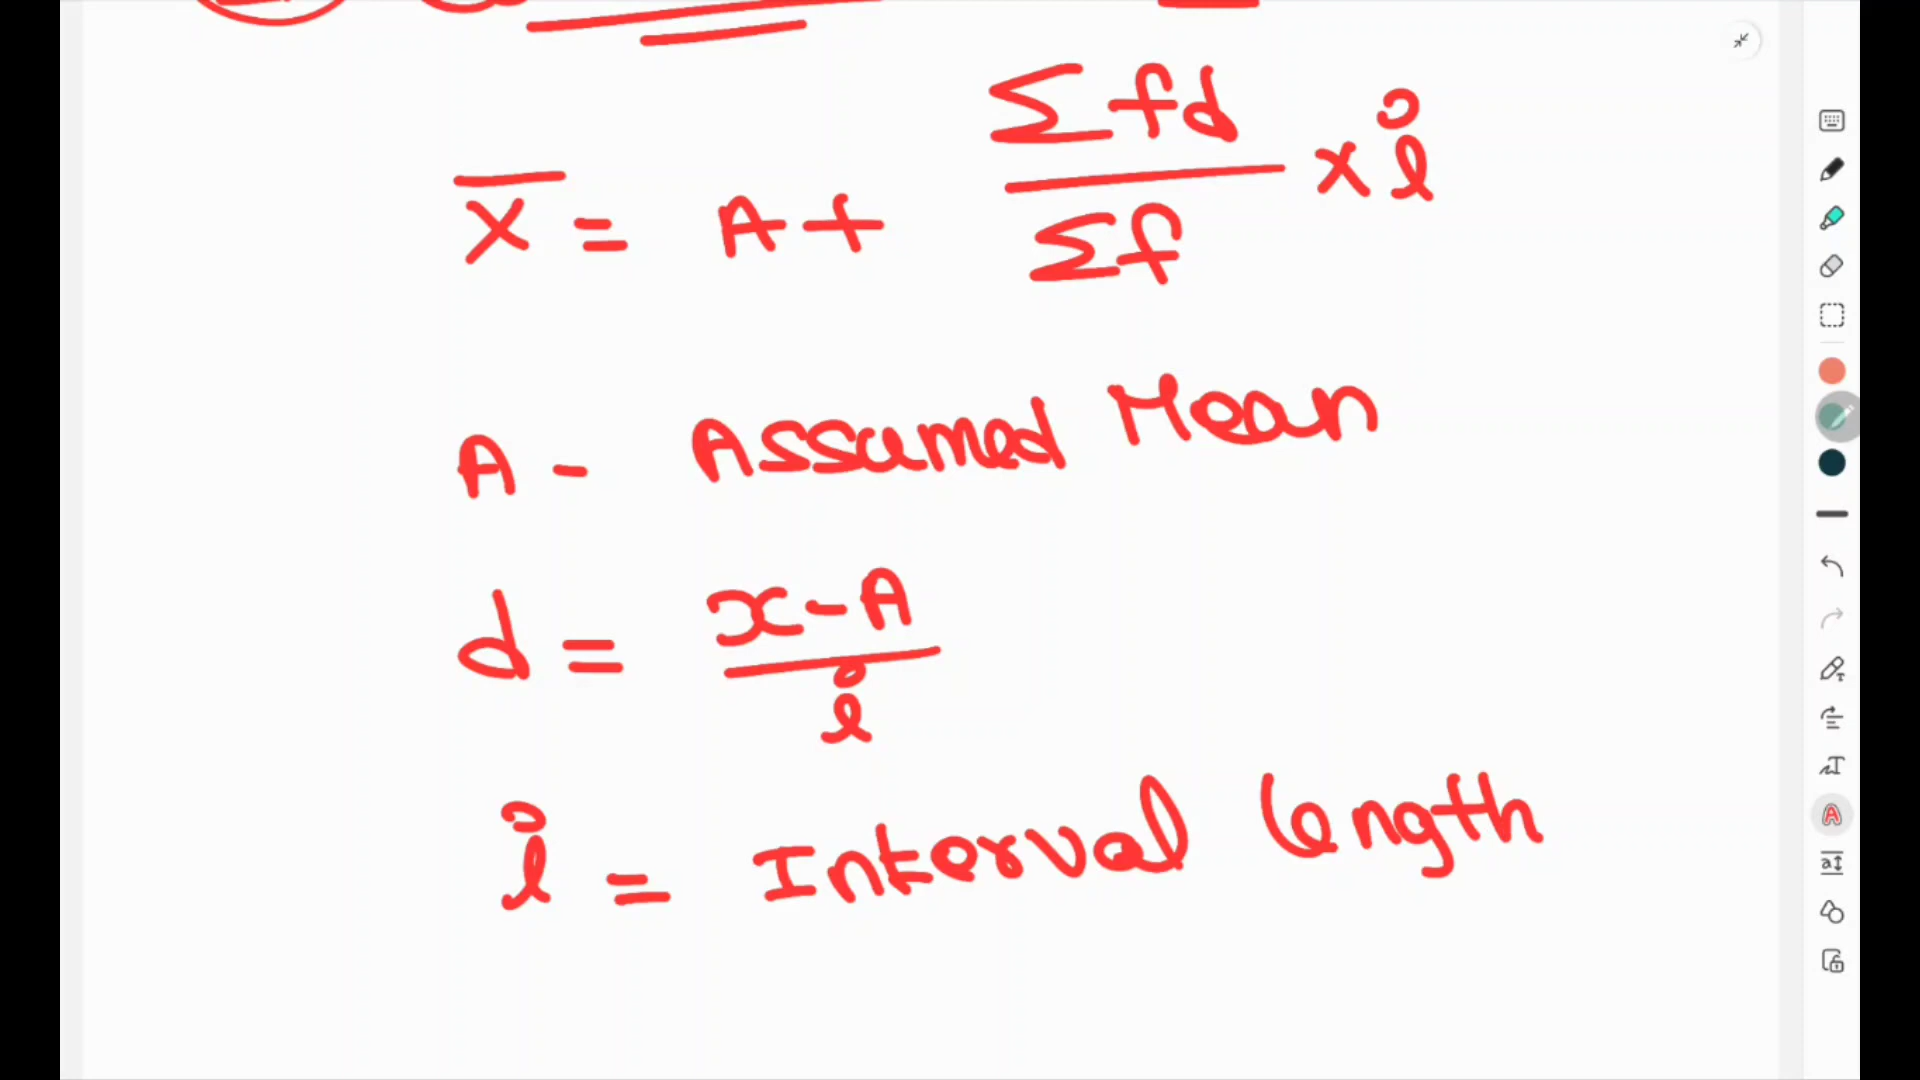 X̄ = A + Σfd / Σf × i
A - Assumed Mean
d = x - A / i
i = Interval length